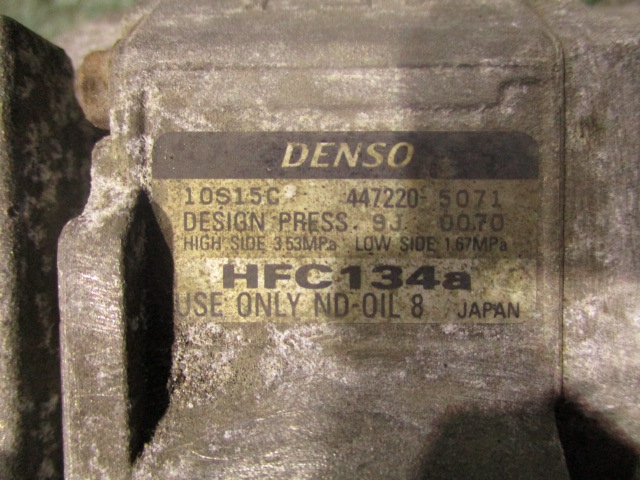 DENSO
10S15C 447220-5071
DESIGN PRESS. 9J 0070
HIGH SIDE 3.53MPa LOW SIDE 1.67MPa
HFC134a
USE ONLY ND-OIL 8 JAPAN